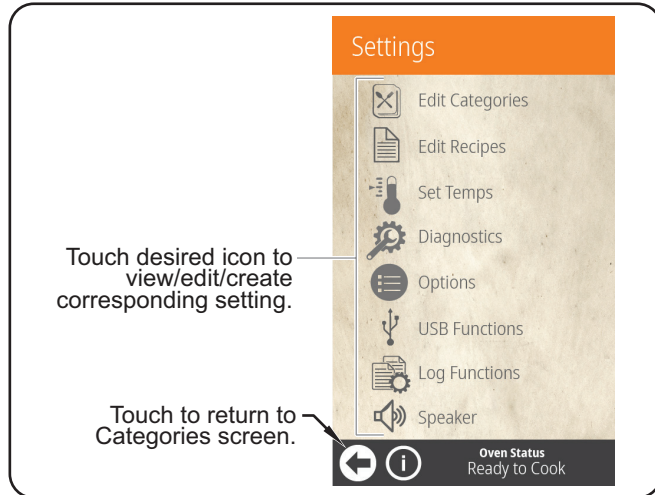 Settings
Edit Categories
Edit Recipes
Set Temps
Diagnostics
Options
USB Functions
Log Functions
Speaker
Touch desired icon to
view/edit/create
corresponding setting.
Touch to return to
Categories screen.
i
Oven Status
Ready to Cook